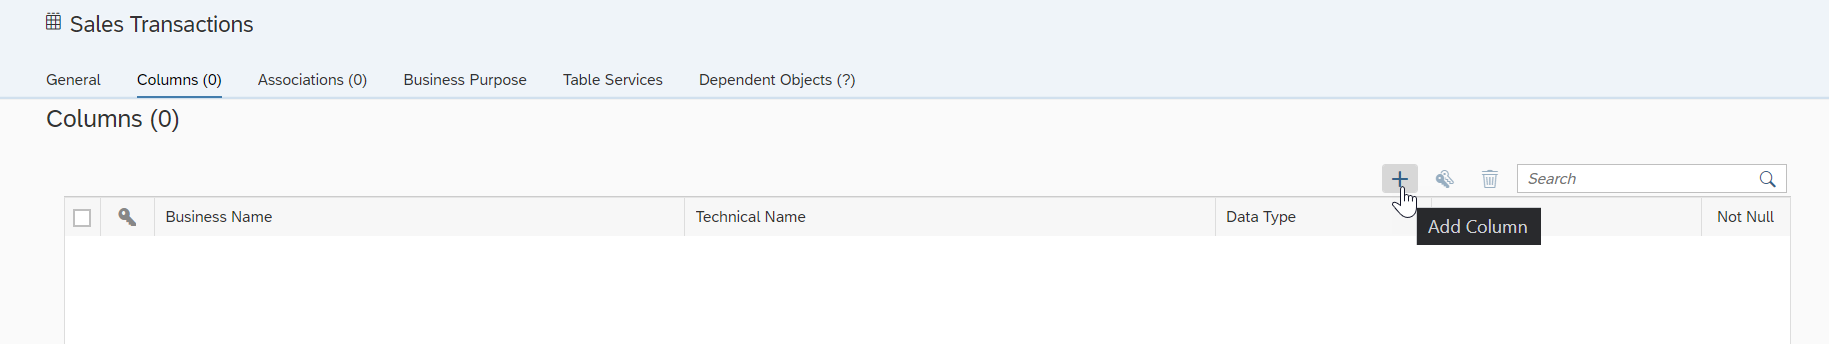 Sales Transactions
General Columns (0) Associations (0) Business Purpose Table Services Dependent Objects (?)
Columns (0)
Search
Business Name Technical Name Data Type Not Null
Add Column